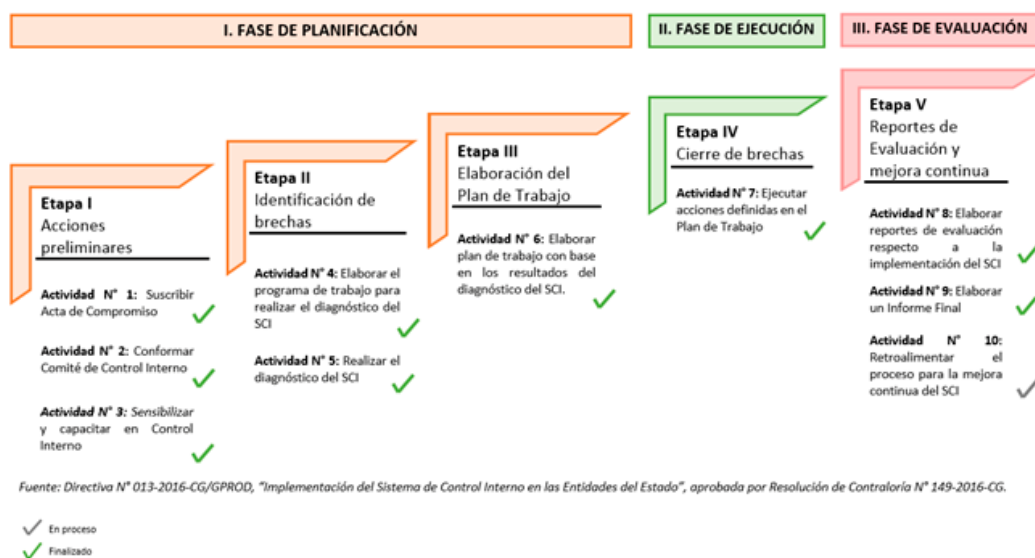 I. FASE DE PLANIFICACIÓN
II. FASE DE EJECUCIÓN
III. FASE DE EVALUACIÓN
Etapa I
Acciones
preliminares
Actividad N° 1: Suscribir
Acta de Compromiso
Actividad N° 2: Conformar
Comité de Control Interno
Actividad N° 3: Sensibilizar
y capacitar en Control
Interno
Etapa II
Identificación de
brechas
Actividad N° 4: Elaborar el
programa de trabajo para
realizar el diagnóstico del
SCI
Actividad N° 5: Realizar el
diagnóstico del SCI
Etapa III
Elaboración del
Plan de Trabajo
Actividad N° 6: Elaborar
plan de trabajo con base
en los resultados del
diagnóstico del SCI.
Etapa IV
Cierre de brechas
Actividad N° 7: Ejecutar
acciones definidas en el
Plan de Trabajo
Etapa V
Reportes de
Evaluación y
mejora continua
Actividad N° 8: Elaborar
reportes de evaluación
respecto a la
implementación del SCI
Actividad N° 9: Elaborar
un Informe Final
Actividad N° 10:
Retroalimentar el
proceso para la mejora
continua del SCI
Fuente: Directiva N° 013-2016-CG/GPROD, "Implementación del Sistema de Control Interno en las Entidades del Estado", aprobada por Resolución de Contraloría N° 149-2016-CG.
En proceso
Finalizado